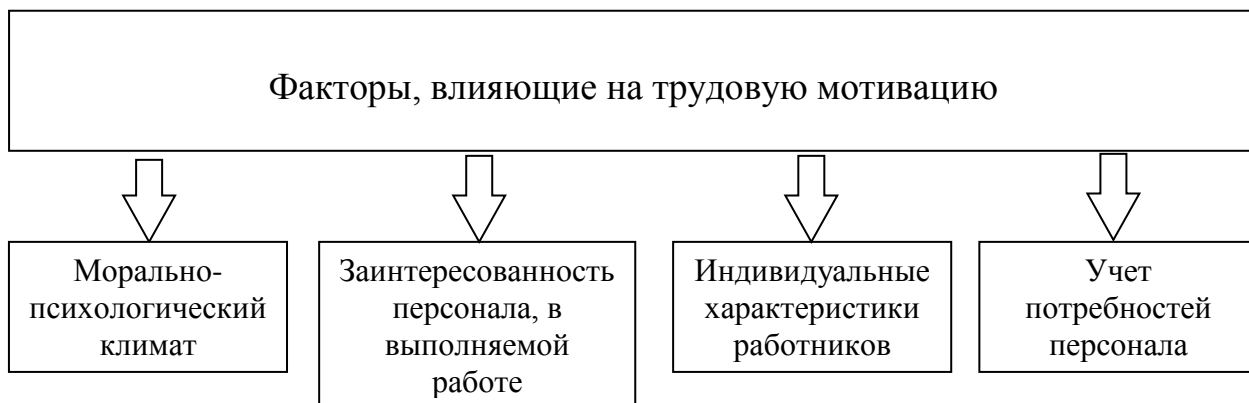 Факторы, влияющие на трудовую мотивацию
Морально-
психологический
климат
Заинтересованность
персонала, в
выполняемой
работе
Индивидуальные
характеристики
работников
Учет
потребностей
персонала